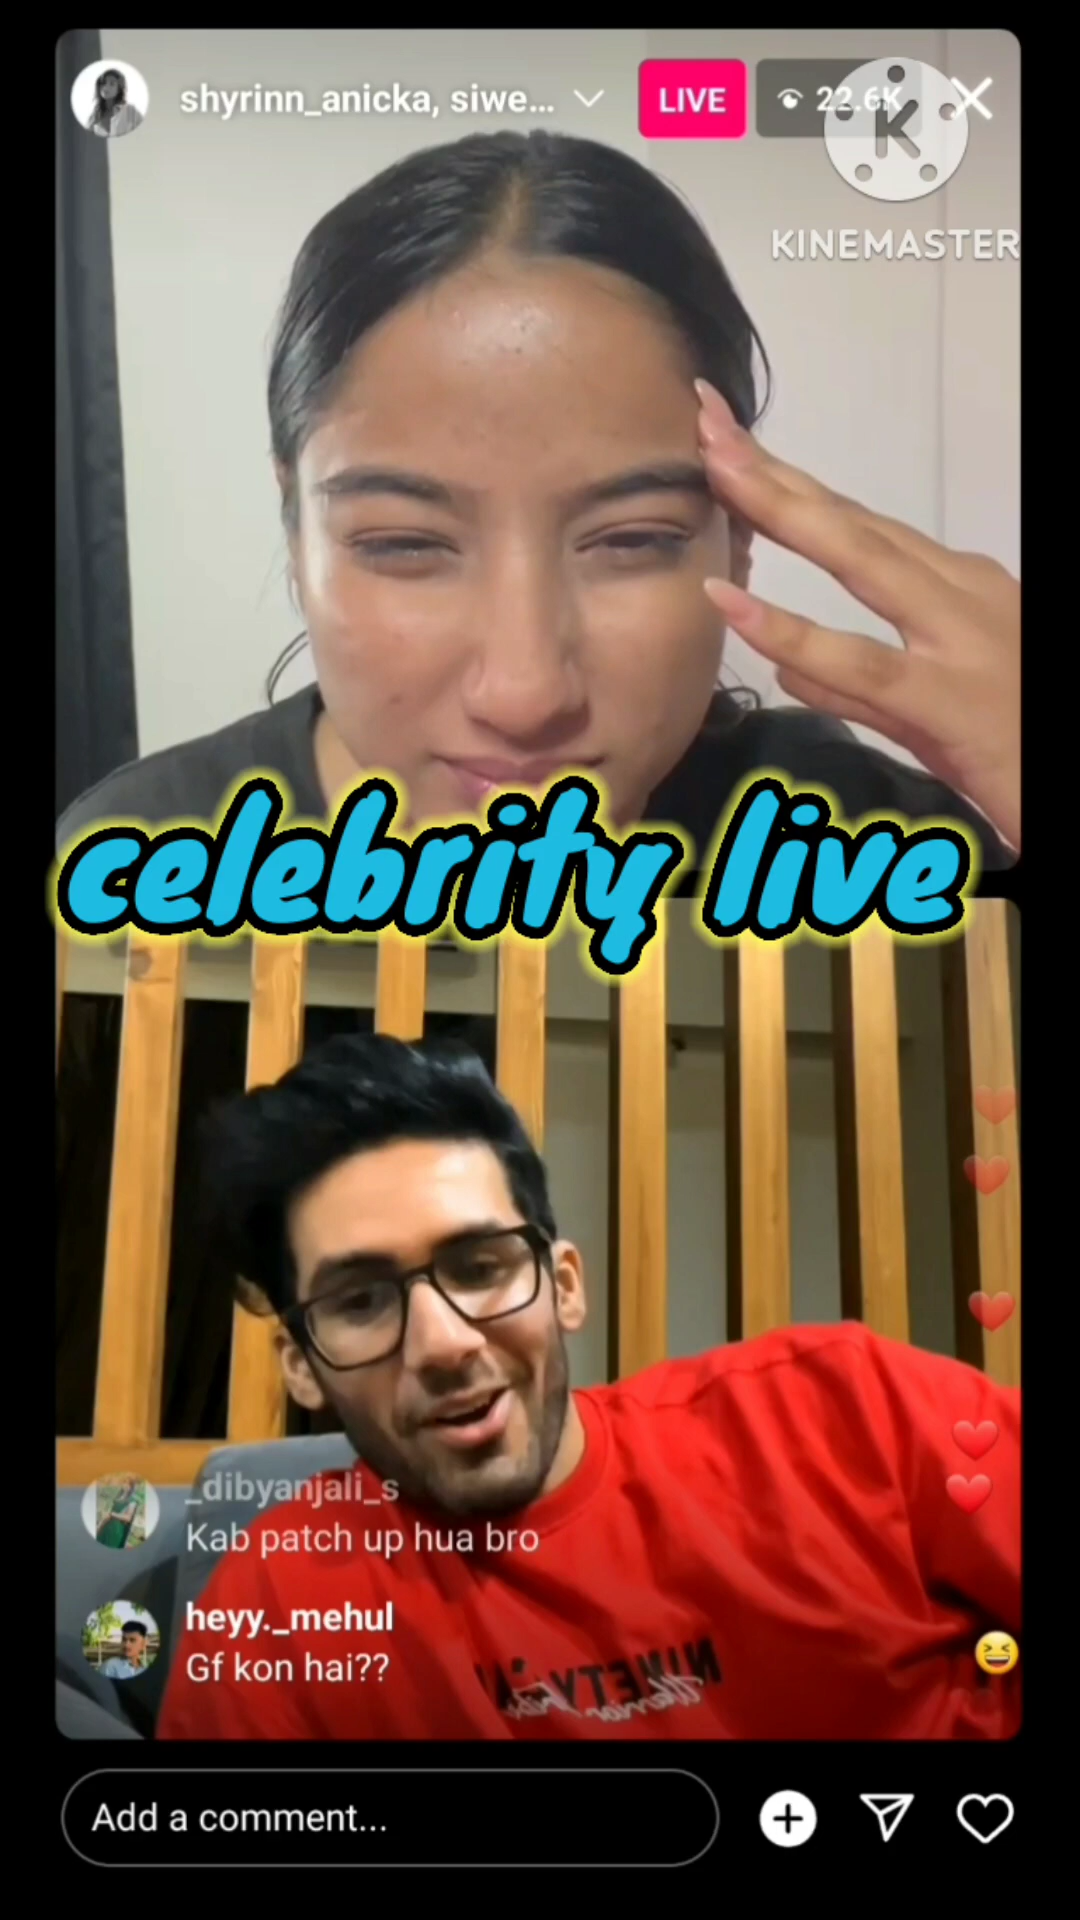 shyrinn_anicka, siwe...
LIVE
22.6K
K
KINEMASTER
celebrity live
_dibyanjali_s
Kab patch up hua bro
heyy._mehul
Gf kon hai??
Add a comment...